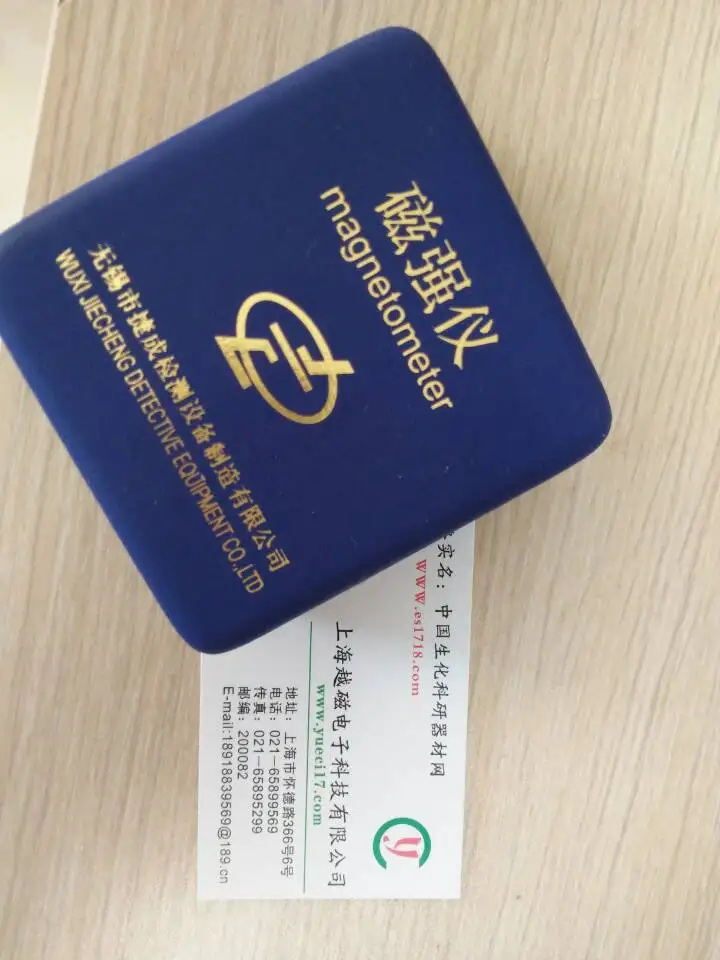 磁强仪
magnetometer
无锡市捷成检测设备制造有限公司
WUXI JIECHENG DETECTIVE EQUIPMENT CO.,LTD
实名：中国生化科研器材网
www.es1718.com
上海越磁电子科技有限公司
www.yueci17.com
地址：上海市怀德路366号6号
电话：021-65899569
传真：021-65895299
邮编：200082
E-mail:18918839569@189.cn